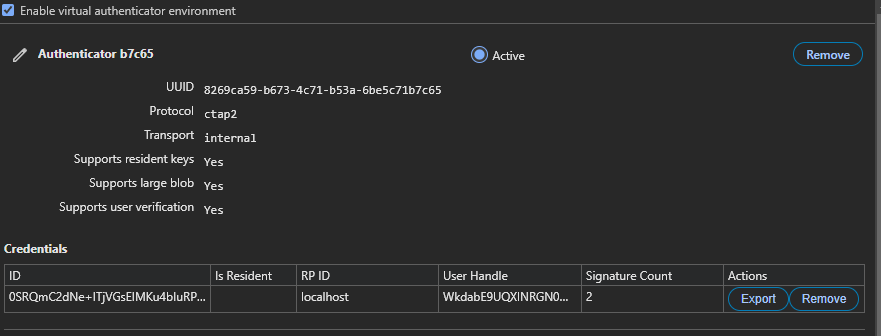 Enable virtual authenticator environment
Authenticator b7c65 Active Remove
UUID 8269ca59-b673-4c71-b53a-6be5c71b7c65
Protocol ctap2
Transport internal
Supports resident keys Yes
Supports large blob Yes
Supports user verification Yes
Credentials
ID Is Resident RP ID User Handle Signature Count Actions
0SRQmC2dNe+ITjVGsEIMKu4bIuRP... localhost WkdabE9UQXlNRGN0... 2 Export Remove